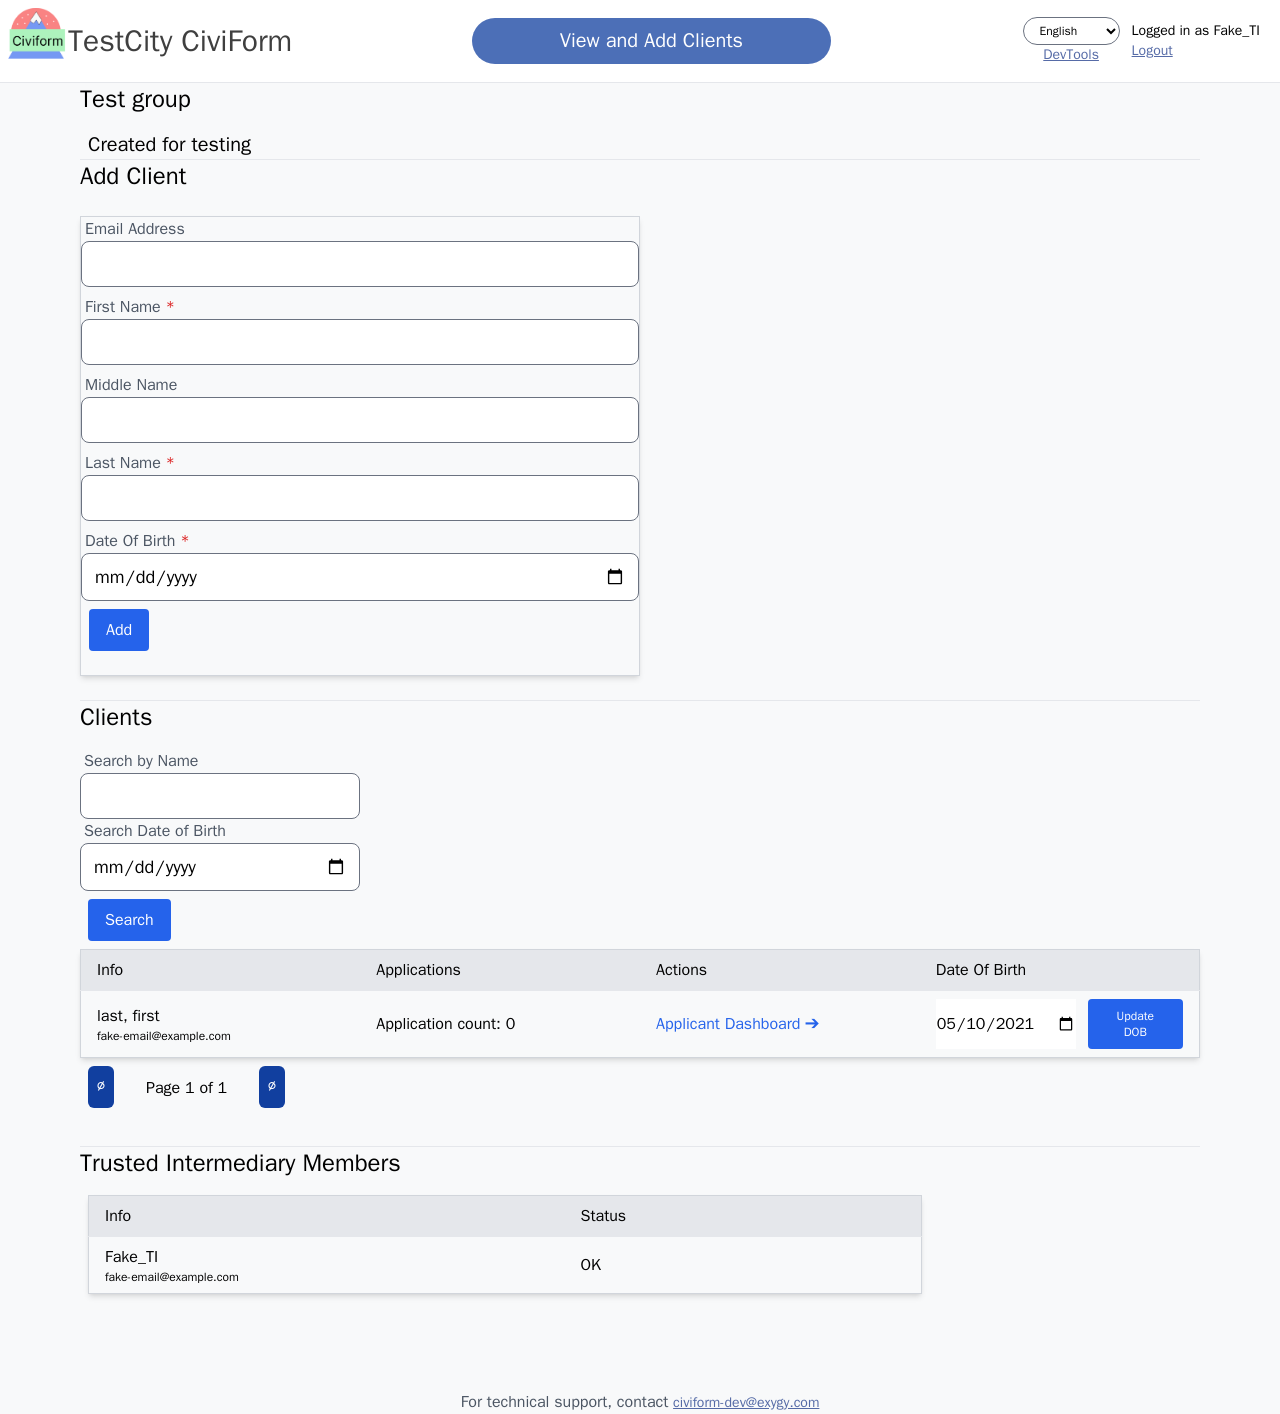 Civiform
TestCity CiviForm
View and Add Clients
English
DevTools
Logged in as Fake_TI
Logout
Test group
Created for testing
Add Client
Email Address
First Name *
Middle Name
Last Name *
Date Of Birth *
mm/dd/yyyy
Add
Clients
Search by Name
Search Date of Birth
mm/dd/yyyy
Search
Info Applications Actions Date Of Birth
last, first
fake-email@example.com
Application count: 0
Applicant Dashboard ➔
05/10/2021
Update
DOB
∅ Page 1 of 1 ∅
Trusted Intermediary Members
Info Status
Fake_TI
fake-email@example.com
OK
For technical support, contact civiform-dev@exygy.com